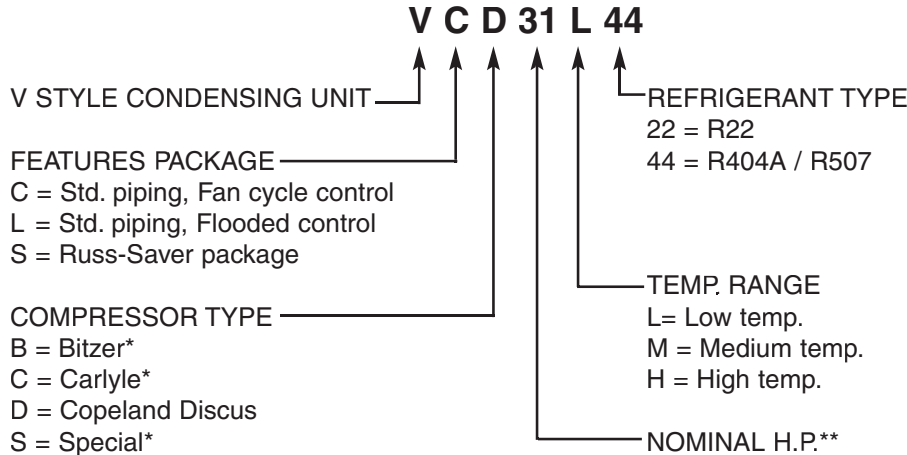 V C D 31 L 44
V STYLE CONDENSING UNIT
FEATURES PACKAGE
C = Std. piping, Fan cycle control
L = Std. piping, Flooded control
S = Russ-Saver package
COMPRESSOR TYPE
B = Bitzer*
C = Carlyle*
D = Copeland Discus
S = Special*
REFRIGERANT TYPE
22 = R22
44 = R404A / R507
TEMP. RANGE
L= Low temp.
M = Medium temp.
H = High temp.
NOMINAL H.P.**